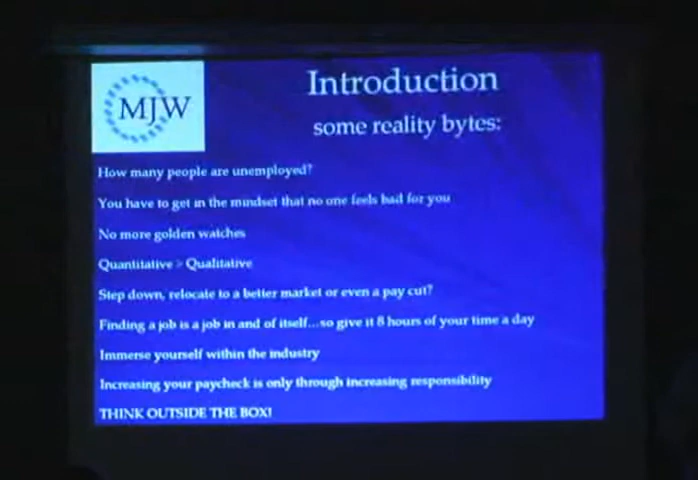 MJW
Introduction
some reality bytes:
How many people are unemployed?
You have to get in the mindset that no one feels bad for you
No more golden watches
Quantitative > Qualitative
Step down, relocate to a better market or even a pay cut?
Finding a job is a job in and of itself...so give it 8 hours of your time a day
Immerse yourself within the industry
Increasing your paycheck is only through increasing responsibility
THINK OUTSIDE THE BOX!